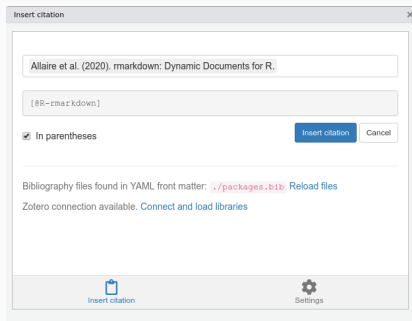 Insert citation
×
Allaire et al. (2020). rmarkdown: Dynamic Documents for R.
[@R-rmarkdown]
In parentheses
Insert citation Cancel
Bibliography files found in YAML front matter: ./packages.bib Reload files
Zotero connection available. Connect and load libraries
Insert citation
Settings